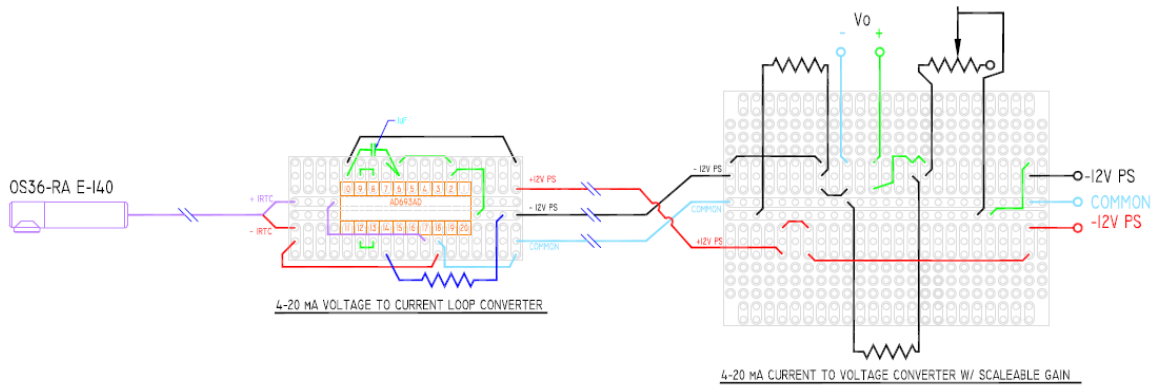 Vo
- +
NF
OS36-RA E-140
+ IRTC
- IRTC
10 9 8 7 6 5 4 3 2
AD693AD
11 12 13 14 15 16 17 18 19 20
+12V PS
- 12V PS
COMMON
- 12V PS
COMMON
+12V PS
-12V PS
COMMON
-12V PS
4-20 MA VOLTAGE TO CURRENT LOOP CONVERTER
4-20 MA CURRENT TO VOLTAGE CONVERTER W/ SCALEABLE GAIN